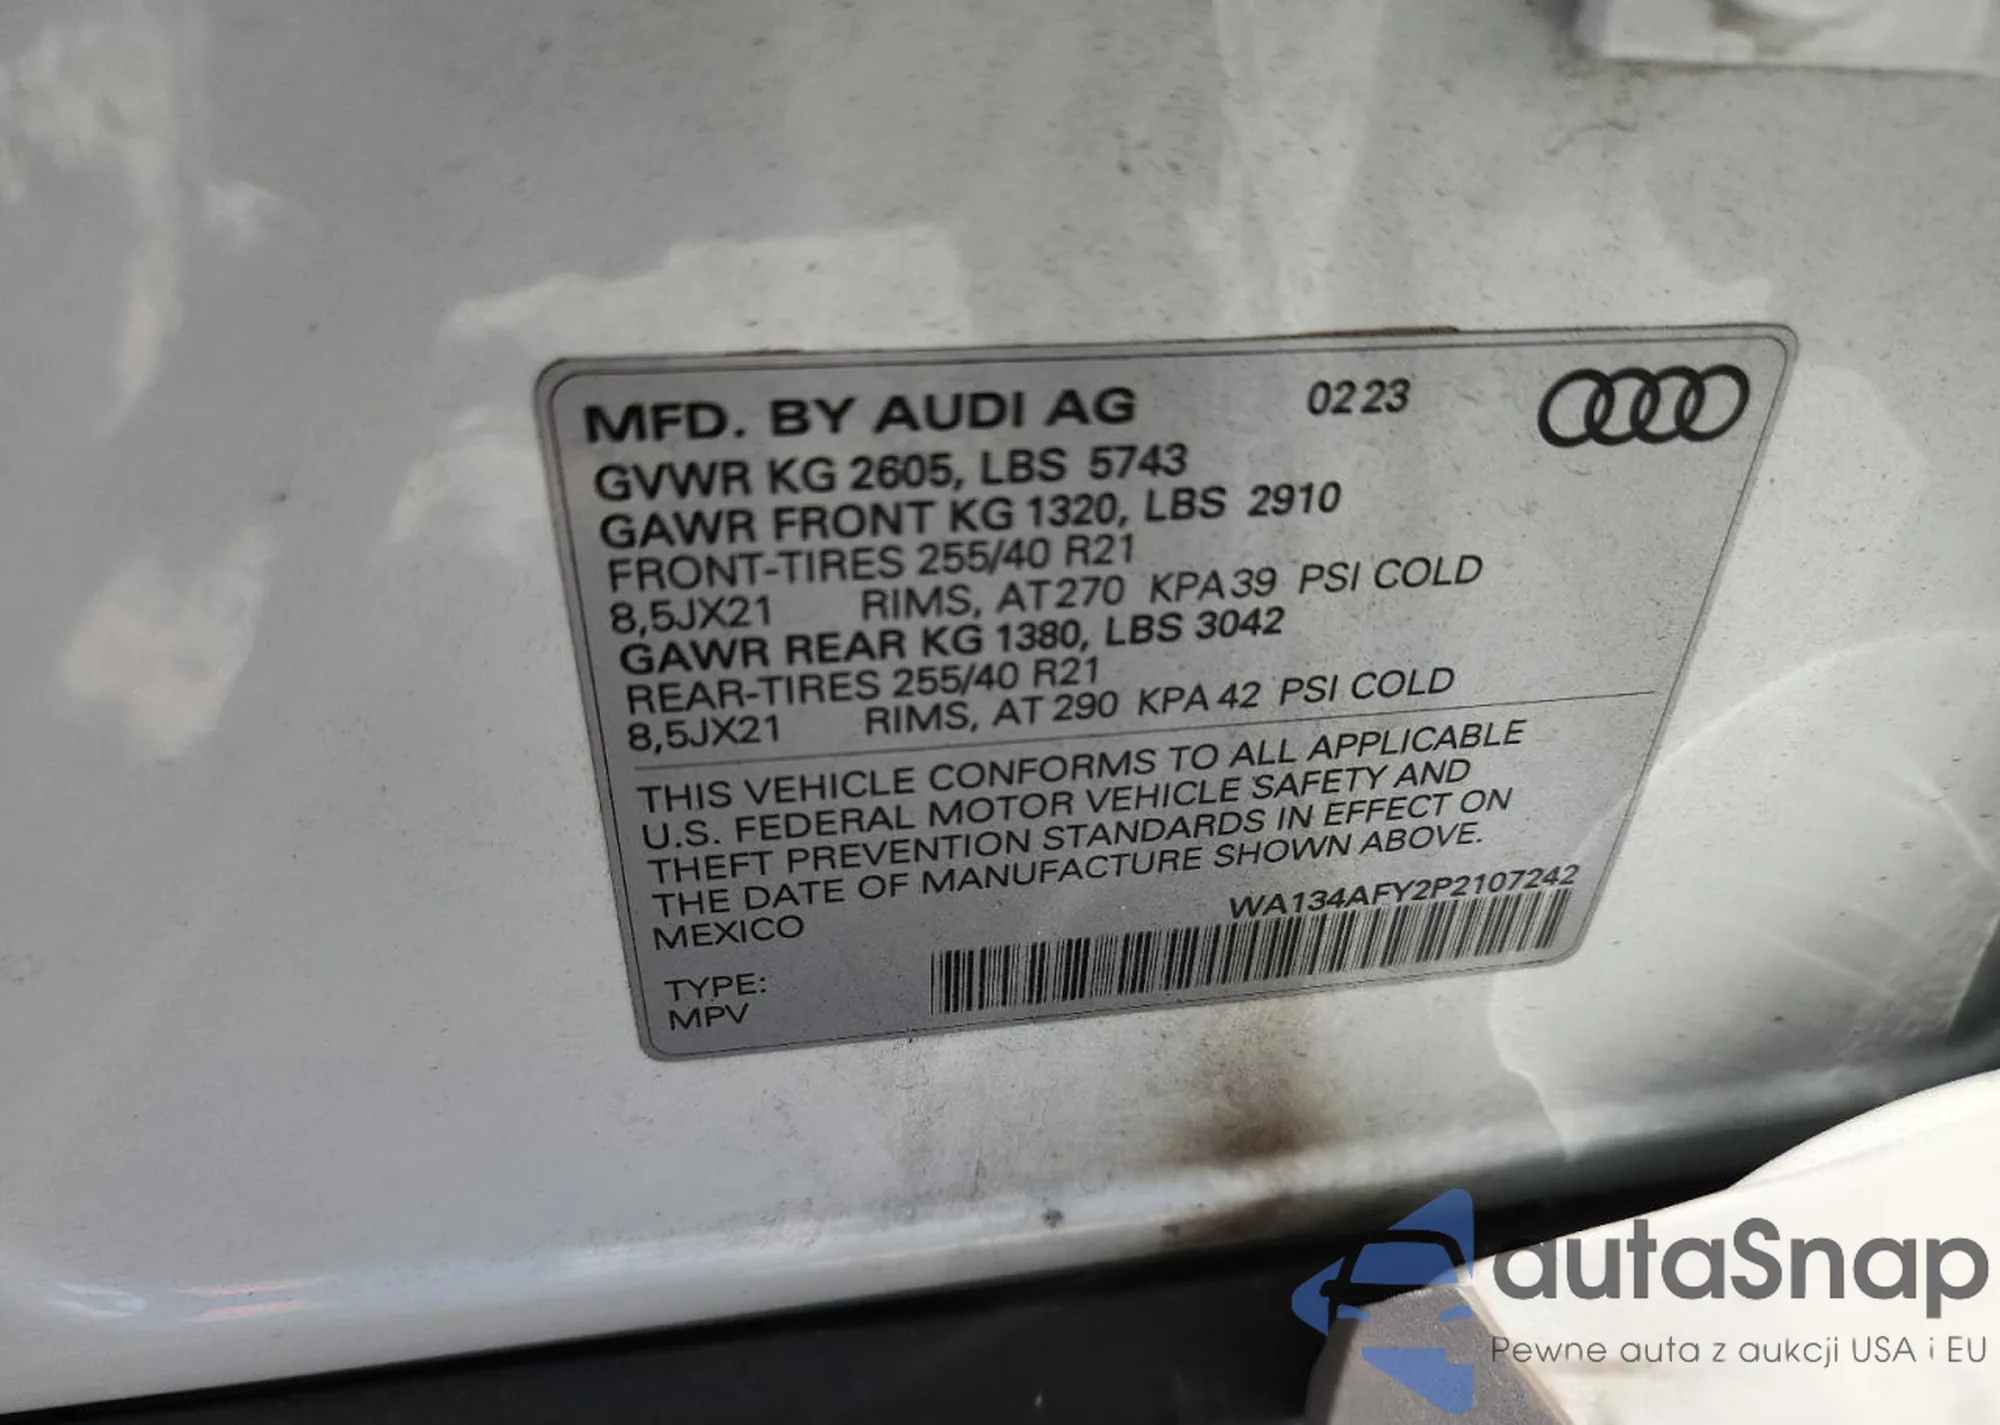 MFD. BY AUDI AG 02 23
GVWR KG 2605, LBS 5743
GAWR FRONT KG 1320, LBS 2910
FRONT-TIRES 255/40 R21
8,5JX21 RIMS, AT 270 KPA 39 PSI COLD
GAWR REAR KG 1380, LBS 3042
REAR-TIRES 255/40 R21
8,5JX21 RIMS, AT 290 KPA 42 PSI COLD
THIS VEHICLE CONFORMS TO ALL APPLICABLE
U.S. FEDERAL MOTOR VEHICLE SAFETY AND
THEFT PREVENTION STANDARDS IN EFFECT ON
THE DATE OF MANUFACTURE SHOWN ABOVE.
MEXICO WA134AFY2P2107242
TYPE:
MPV
autaSnap
Pewne auta z aukcji USA i EU